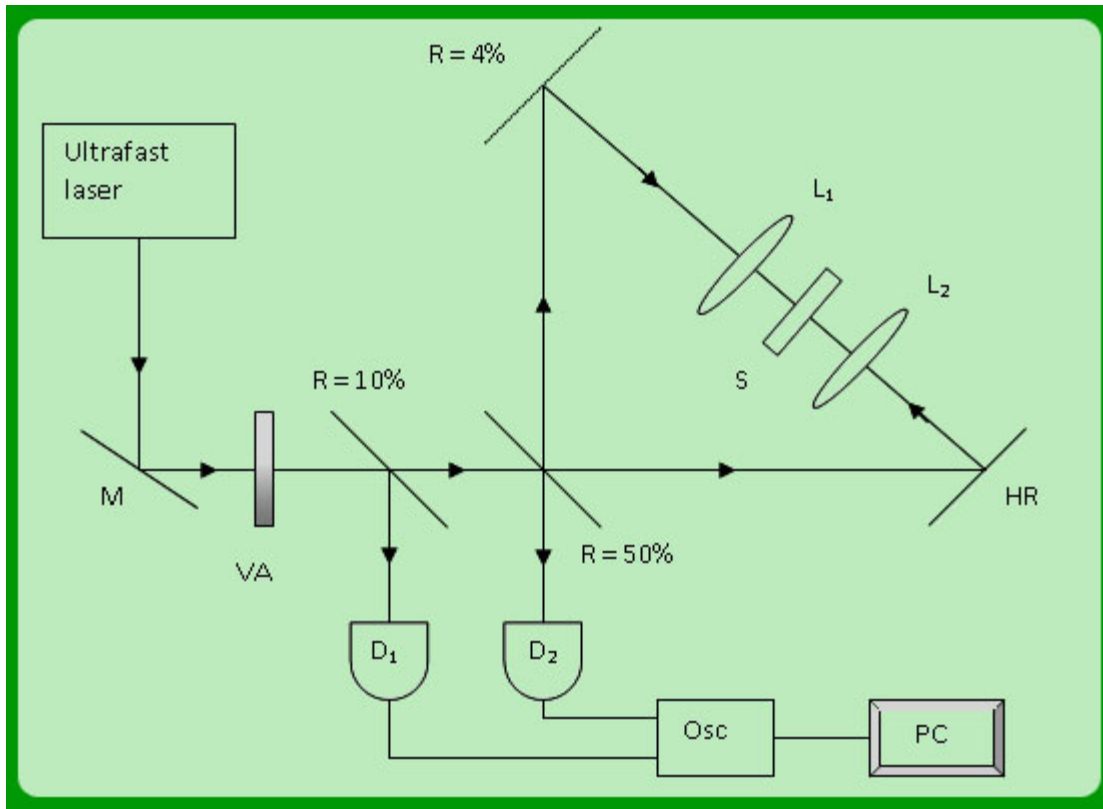 R = 4%
Ultrafast
laser
L₁
L₂
R = 10%
S
M
HR
R = 50%
VA
D₁
D₂
Osc
PC